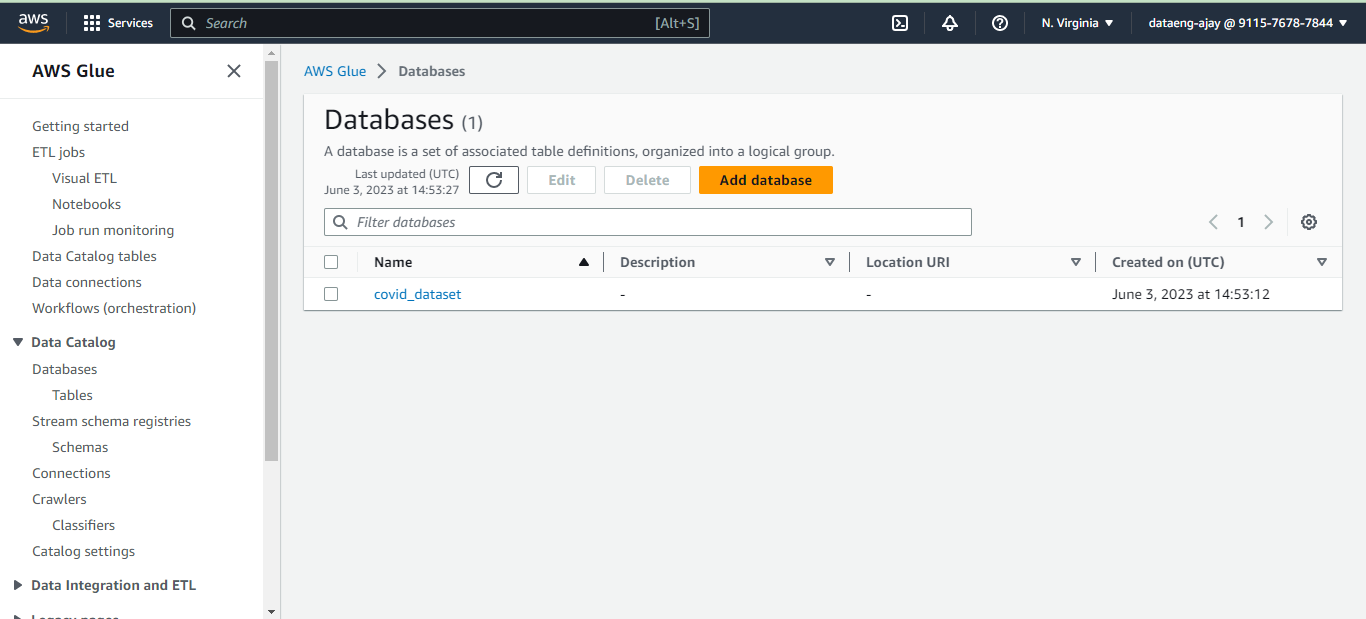 aws
Services
Search
[Alt+S]
N. Virginia
dataeng-ajay @ 9115-7678-7844
AWS Glue
Getting started
ETL jobs
Visual ETL
Notebooks
Job run monitoring
Data Catalog tables
Data connections
Workflows (orchestration)
Data Catalog
Databases
Tables
Stream schema registries
Schemas
Connections
Crawlers
Classifiers
Catalog settings
Data Integration and ETL
Legacy pages
AWS Glue > Databases
Databases (1)
A database is a set of associated table definitions, organized into a logical group.
Last updated (UTC)
June 3, 2023 at 14:53:27
Edit
Delete
Add database
Filter databases
1
Name Description Location URI Created on (UTC)
covid_dataset - - June 3, 2023 at 14:53:12